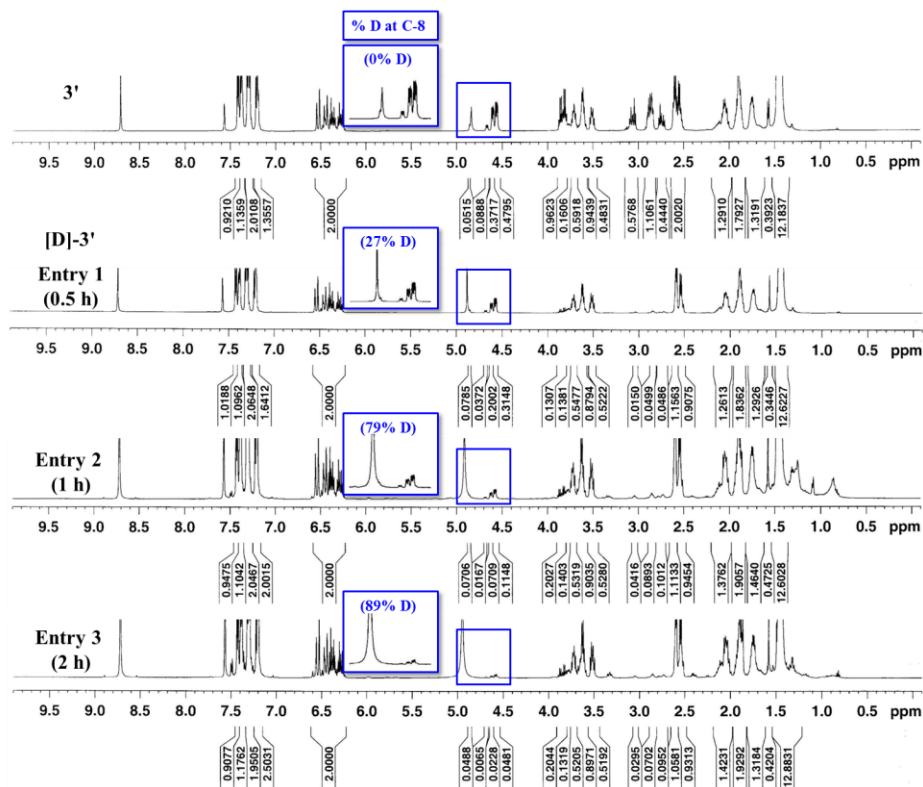 % D at C-8
(0% D)
3'
9.5 9.0 8.5 8.0 7.5 7.0 6.5 6.0 5.5 5.0 4.5 4.0 3.5 3.0 2.5 2.0 1.5 1.0 ppm
0.9210 1.1359 2.0108 1.3557 2.0000 0.0515 0.0888 0.3717 0.4795 0.9623 0.1606 0.5918 0.9439 0.4831 0.5768 1.1061 0.4440 2.0020 1.2910 1.7927 1.3191 0.3923 12.1837
[D]-3'
Entry 1
(0.5 h)
(27% D)
9.5 9.0 8.5 8.0 7.5 7.0 6.5 6.0 5.5 5.0 4.5 4.0 3.5 3.0 2.5 2.0 1.5 1.0 ppm
1.0188 1.0962 2.0648 1.6412 2.0000 0.0785 0.0372 0.2002 0.3148 0.1307 0.1381 0.5477 0.8794 0.5222 0.0150 0.0499 0.0486 1.1563 0.9075 1.2613 1.8362 1.2926 0.3446 12.6227
Entry 2
(1 h)
(79% D)
9.5 9.0 8.5 8.0 7.5 7.0 6.5 6.0 5.5 5.0 4.5 4.0 3.5 3.0 2.5 2.0 1.5 1.0 ppm
0.9475 1.1042 2.0467 2.0015 2.0000 0.0706 0.0167 0.0709 0.1148 0.2027 0.1403 0.5319 0.9035 0.5280 0.0416 0.0893 0.1012 1.1133 0.9454 1.3762 1.9057 1.4640 0.4725 12.6028
Entry 3
(2 h)
(89% D)
9.5 9.0 8.5 8.0 7.5 7.0 6.5 6.0 5.5 5.0 4.5 4.0 3.5 3.0 2.5 2.0 1.5 1.0 ppm
0.9077 1.1762 1.9505 2.5031 2.0000 0.0488 0.0065 0.0228 0.0481 0.2044 0.1319 0.5205 0.8971 0.5192 0.0295 0.0702 0.0952 1.0581 0.9313 1.4231 1.9292 1.3184 0.4204 12.8831